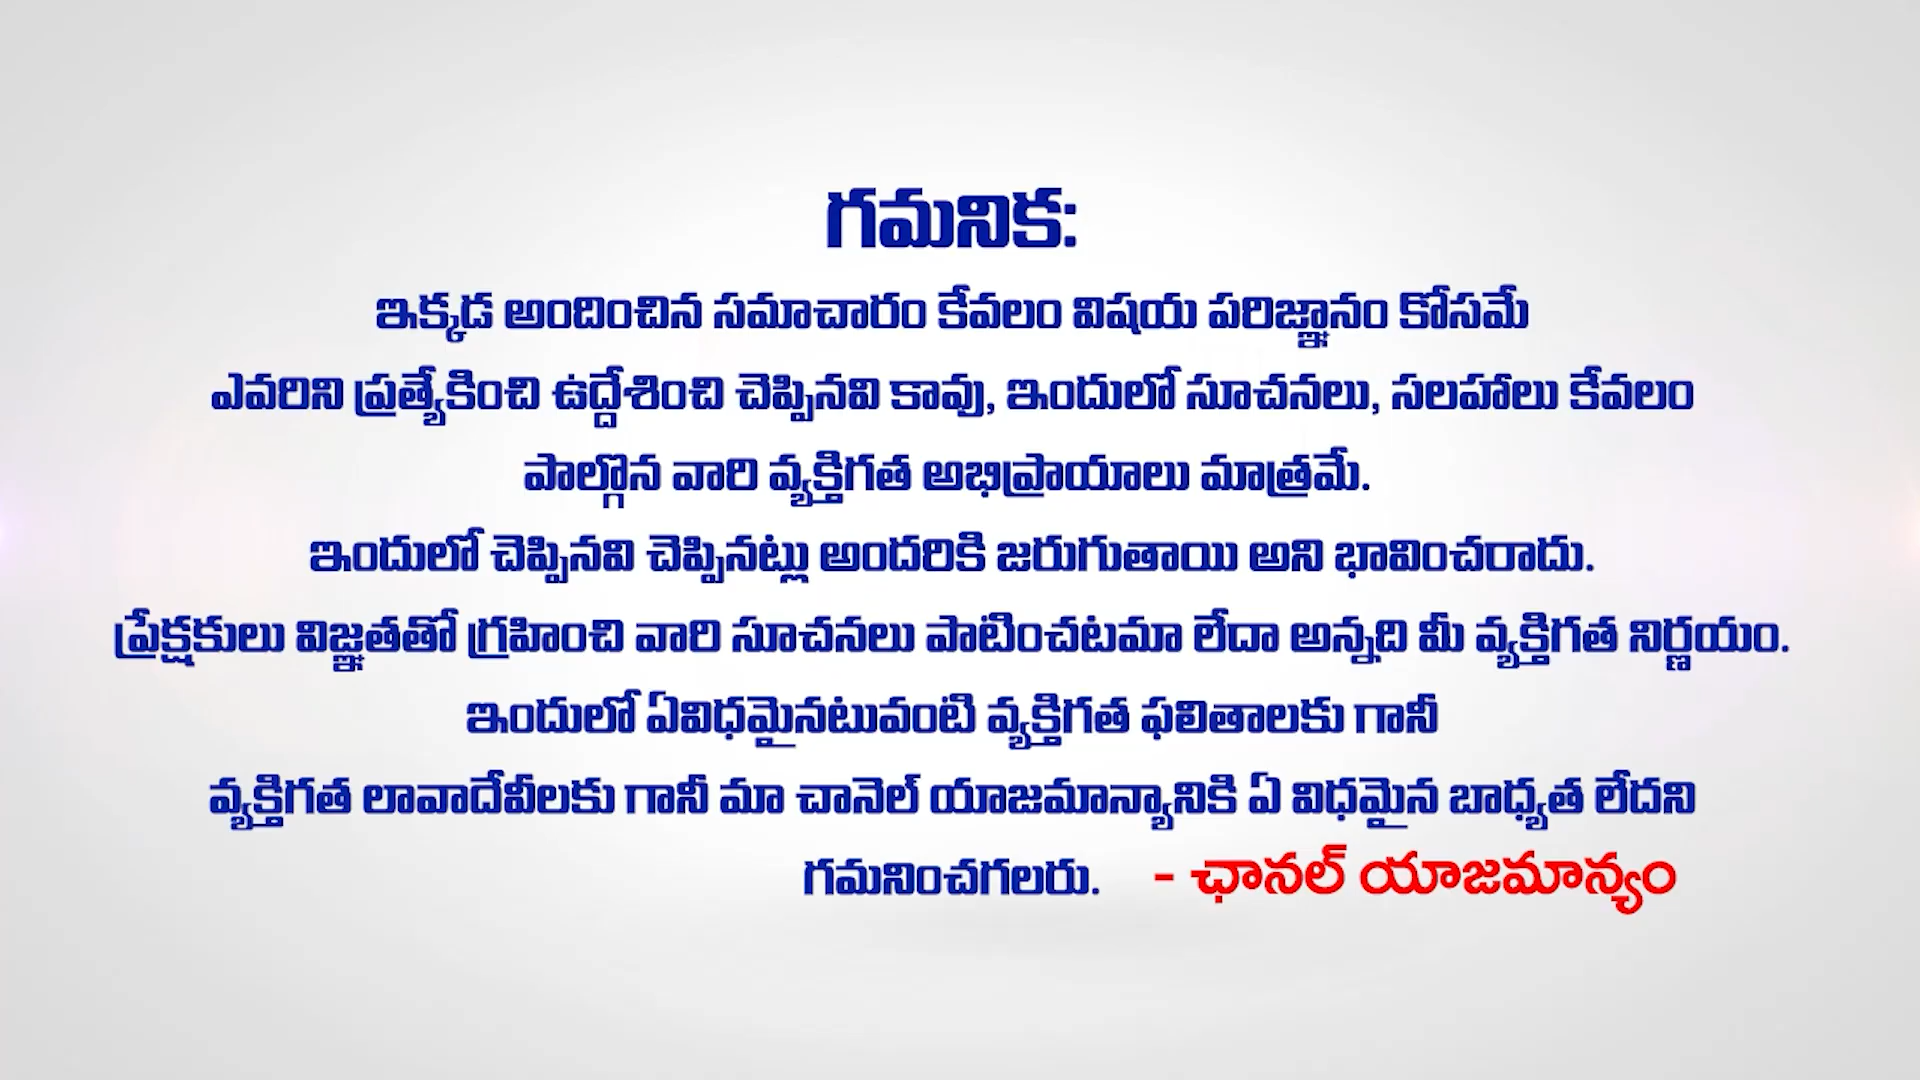 గమనిక:
ఇక్కడ అందించిన సమాచారం కేవలం విషయ పరిజ్ఞానం కోసమే
ఎవరిని ప్రత్యేకించి ఉద్దేశించి చెప్పినవి కావు, ఇందులో సూచనలు, సలహాలు కేవలం
పాల్గొన వారి వ్యక్తిగత అభిప్రాయాలు మాత్రమే.
ఇందులో చెప్పినవి చెప్పినట్లు అందరికి జరుగుతాయి అని భావించరాదు.
ప్రేక్షకులు విజ్ఞతతో గ్రహించి వారి సూచనలు పాటించటమా లేదా అన్నది మీ వ్యక్తిగత నిర్ణయం.
ఇందులో ఏవిధమైనటువంటి వ్యక్తిగత ఫలితాలకు గానీ
వ్యక్తిగత లావాదేవీలకు గానీ మా చానెల్ యాజమాన్యానికి ఏ విధమైన బాధ్యత లేదని
గమనించగలరు. - ఛానల్ యాజమాన్యం